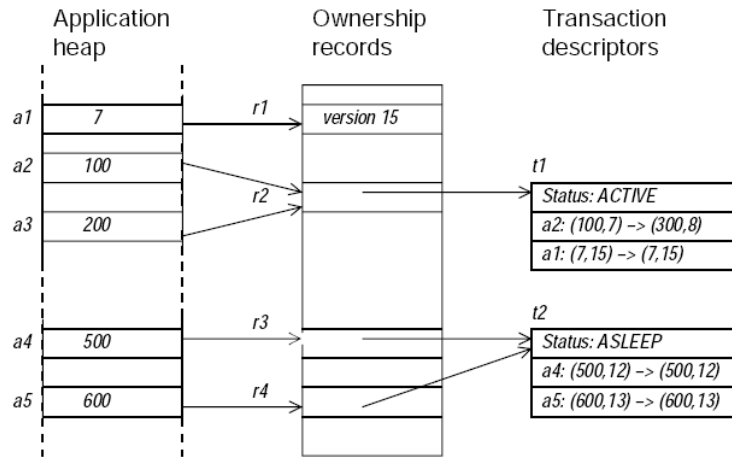 Application
heap
Ownership
records
Transaction
descriptors
a1
7
r1
version 15
a2
100
r2
a3
200
t1
Status: ACTIVE
a2: (100,7) –> (300,8)
a1: (7,15) –> (7,15)
a4
500
r3
a5
600
r4
t2
Status: ASLEEP
a4: (500,12) –> (500,12)
a5: (600,13) –> (600,13)